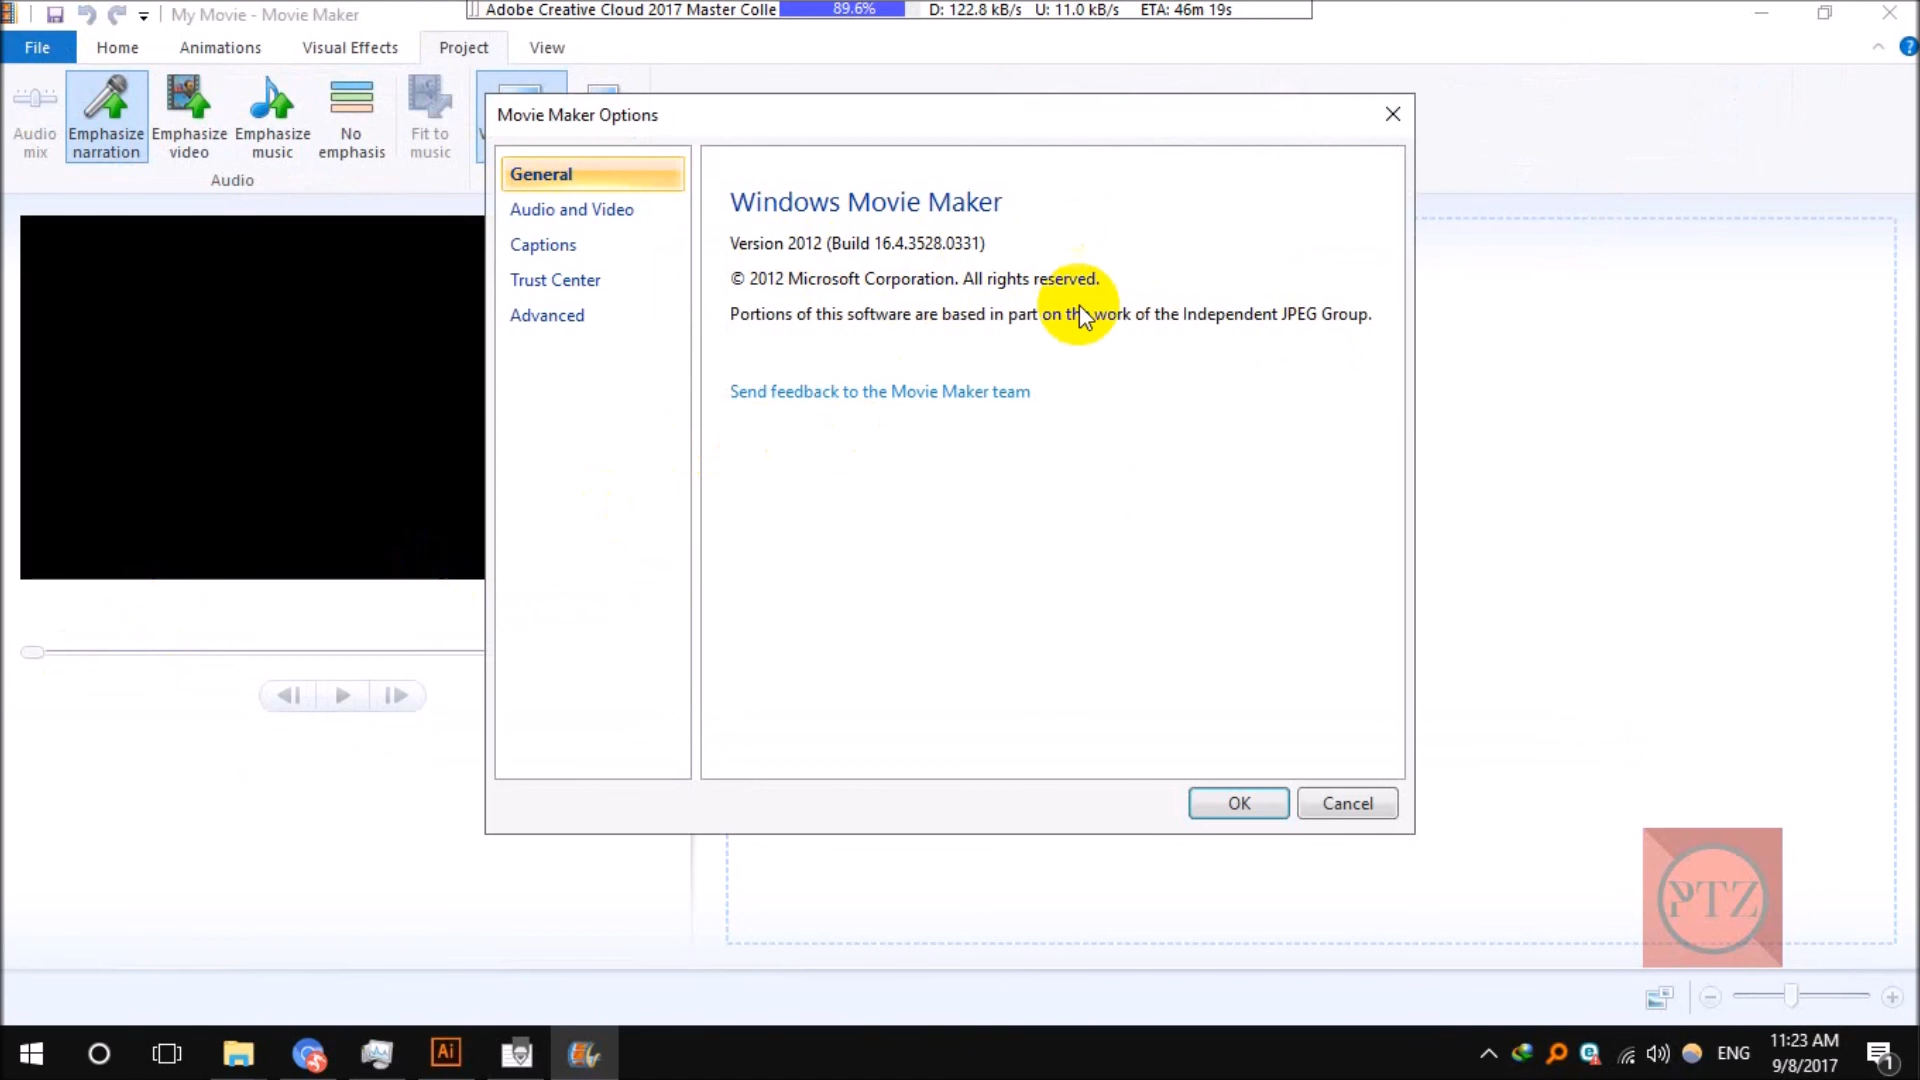 My Movie - Movie Maker
Adobe Creative Cloud 2017 Master Colle 89.6% D: 122.8 kB/s U: 11.0 kB/s ETA: 46m 19s
File Home Animations Visual Effects Project View
Audio mix
Emphasize narration
Emphasize video
Emphasize music
No emphasis
Fit to music
Audio
Movie Maker Options
General
Audio and Video
Captions
Trust Center
Advanced
Windows Movie Maker
Version 2012 (Build 16.4.3528.0331)
© 2012 Microsoft Corporation. All rights reserved.
Portions of this software are based in part on the work of the Independent JPEG Group.
Send feedback to the Movie Maker team
OK Cancel
PTZ
Ai
ENG
11:23 AM
9/8/2017
1